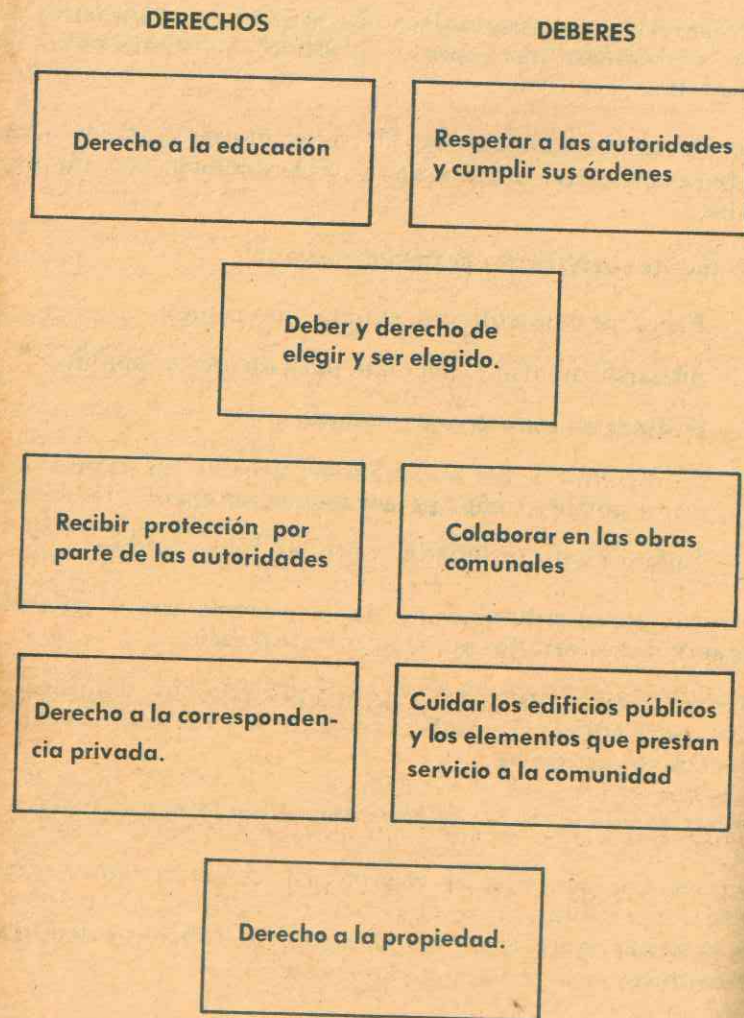 DERECHOS
DEBERES
Derecho a la educación
Respetar a las autoridades
y cumplir sus órdenes
Deber y derecho de
elegir y ser elegido.
Recibir protección por
parte de las autoridades
Colaborar en las obras
comunales
Derecho a la corresponden-
cia privada.
Cuidar los edificios públicos
y los elementos que prestan
servicio a la comunidad
Derecho a la propiedad.